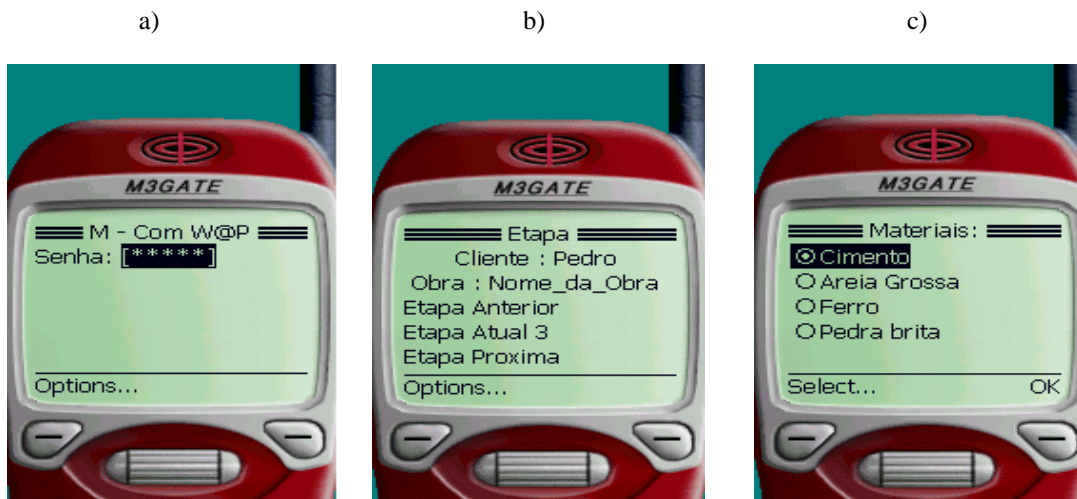 a)
b)
c)
M3GATE
M - Com W@P
Senha: [*****]
Options...
M3GATE
Etapa
Cliente : Pedro
Obra : Nome_da_Obra
Etapa Anterior
Etapa Atual 3
Etapa Proxima
Options...
M3GATE
Materiais:
Cimento
Areia Grossa
Ferro
Pedra brita
Select... OK